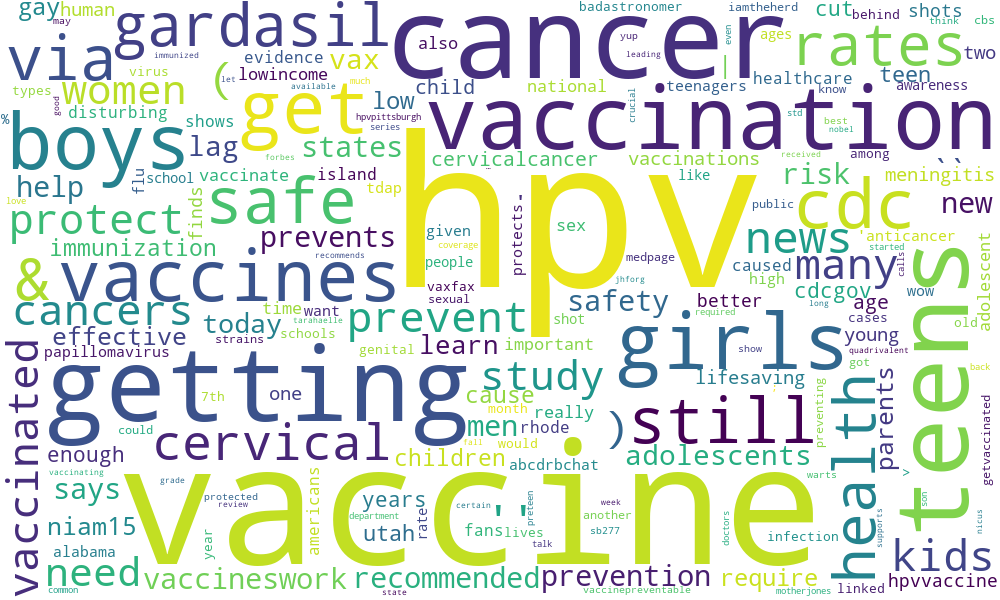 gay
human
gardasil
cancer
badastronomer
iamtheherd
cut
behind
shots
think
cbs
via
immunized
also
yup
leading
even
ages
rates
two
evidence
vax
(
|
virus
lowincome
let
available
much
get
low
child
national
teenagers
healthcare
know
teen
awareness
types
women
disturbing
good
may
%
boys
shows
hpvpittsburgh
series
vaccination
crucial
std
best
nobel
lag
states
cervicalcancer
vaccinations
received
among
``
forbes
help
flu
school
vaccinate
island
tdap
hpv
like
risk
meningitis
love
protect
finds
safe
protects
sex
public
cdc
new
immunization
prevents
given
coverage
news
'anticancer
started
&
vaccines
recommends
people
medpage
jhforg
caused
high
many
calls
adolescent
cancers
time
want
vaxfax
sexual
safety
better
cdcgov
long
age
wow
old
teens
today
tarahaelle
schools
prevent
shot
required
cases
effective
strains
papillomavirus
genital
learn
important
girls
show
young
quadrivalent
vaccinated
getting
7th
one
study
lifesaving
got
back
cause
month
really
:
preventing
health
parents
could
cervical
men
rhode
)
still
getvaccinated
enough
fall
would
children
abcdrbchat
adolescents
warts
>
vaccinating
grade
vaccine
says
protected
review
americans
years
certain
''
preteen
week
son
niam15
department
fans
lives
another
sb277
doctors
supports
nicus
alabama
year
utah
rate
talk
infection
kids
need
common
vaccineswork
recommended
state
prevention
vaccinepreventable
require
motherjones
linked
hpvvaccine